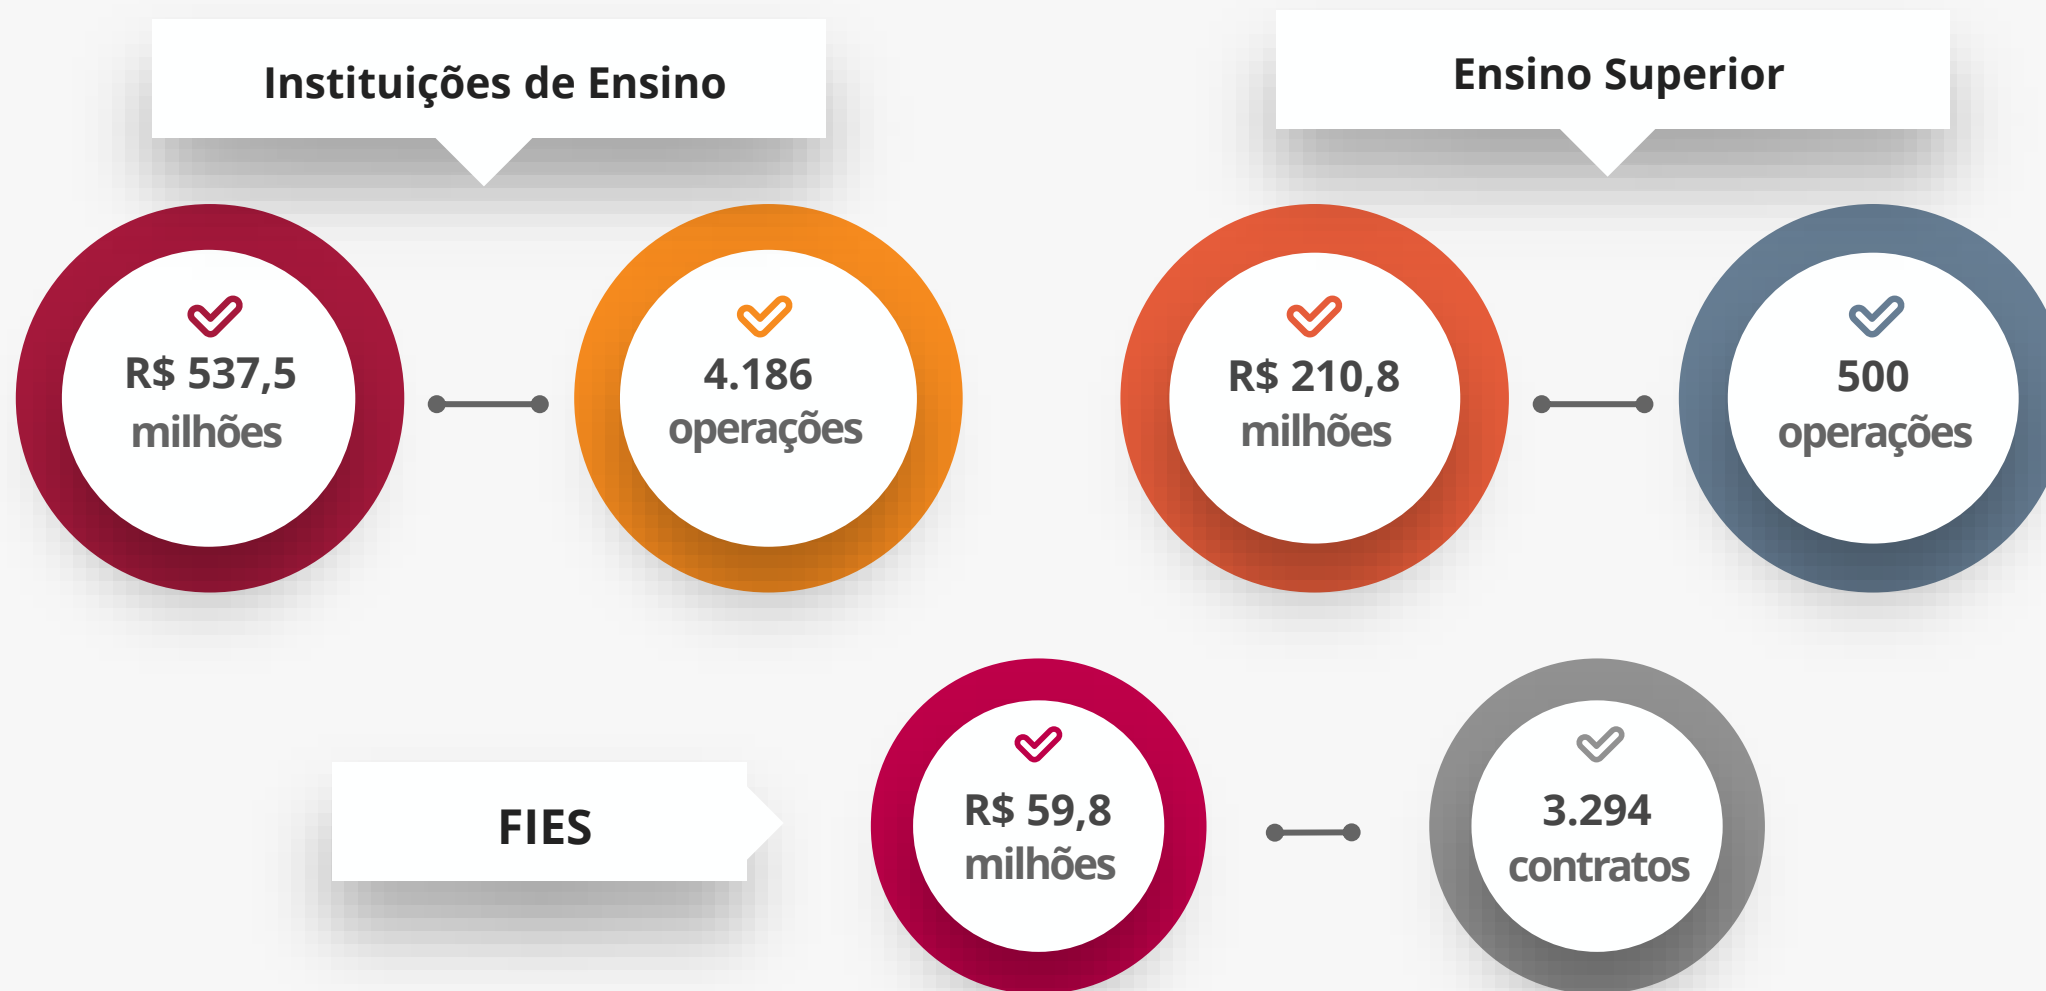 Instituições de Ensino
R$ 537,5
milhões
4.186
operações
Ensino Superior
R$ 210,8
milhões
500
operações
FIES
R$ 59,8
milhões
3.294
contratos